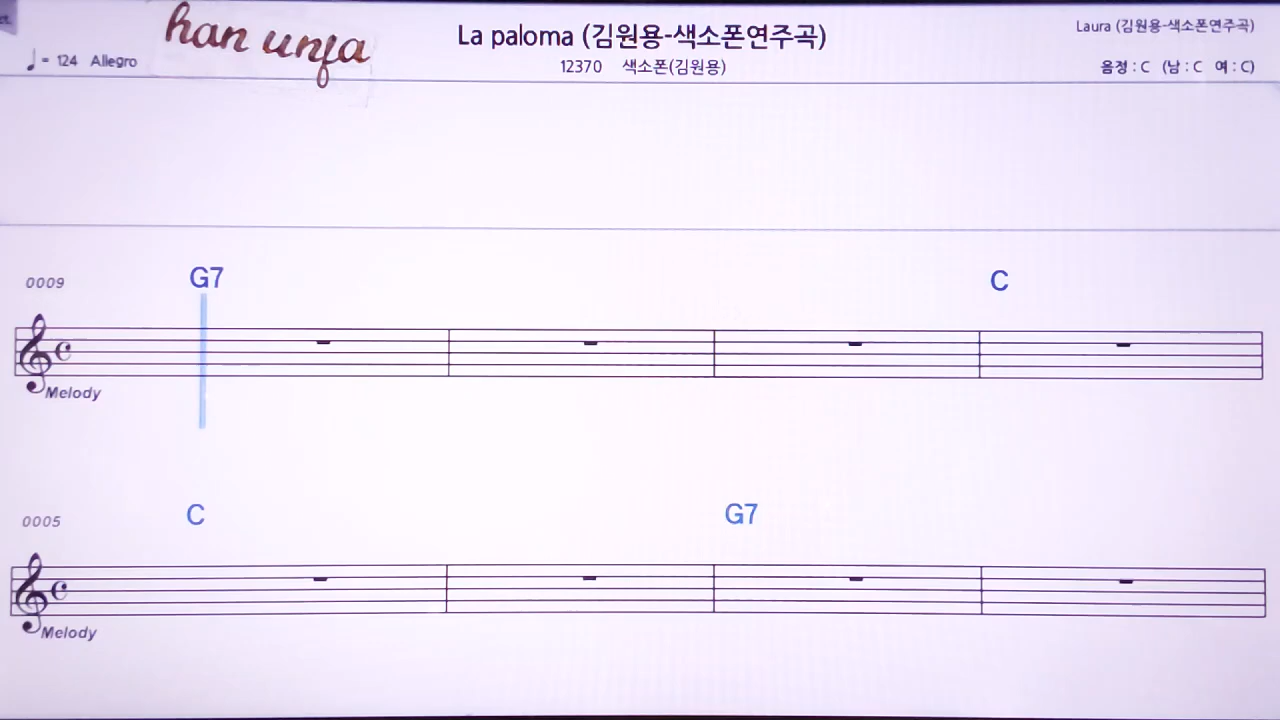 han unfa
La paloma (김원용-색소폰연주곡)
Laura (김원용-색소폰연주곡)
♩ = 124 Allegro
12370 색소폰(김원용)
음정 : C (남 : C 여 : C)
0009
G7
C
Melody
0005
C
G7
Melody